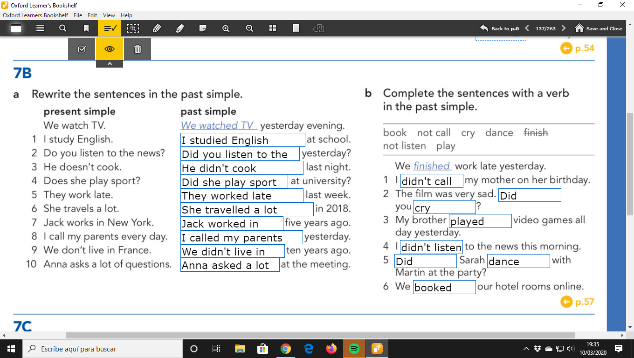 Oxford Learner's Bookshelf
Oxford Learners Bookshelf File Edit View Help
Back to p.8 133/263 Save and Close
p.54
7B
a Rewrite the sentences in the past simple.
present simple past simple
We watch TV. We watched TV yesterday evening.
1 I study English. I studied English at school.
2 Do you listen to the news? Did you listen to the yesterday?
3 He doesn't cook. He didn't cook last night.
4 Does she play sport? Did she play sport at university?
5 They work late. They worked late last week.
6 She travels a lot. She travelled a lot in 2018.
7 Jack works in New York. Jack worked in five years ago.
8 I call my parents every day. I called my parents yesterday.
9 We don't live in France. We didn't live in ten years ago.
10 Anna asks a lot of questions. Anna asked a lot at the meeting.
b Complete the sentences with a verb
in the past simple.
book not call cry dance finish
not listen play
We finished work late yesterday.
1 I didn't call my mother on her birthday.
2 The film was very sad. Did
you cry ?
3 My brother played video games all
day yesterday.
4 I didn't listen to the news this morning.
5 Did Sarah dance with
Martin at the party?
6 We booked our hotel rooms online.
p.57
7C
Escribe aquí para buscar
19:35
10/03/2020